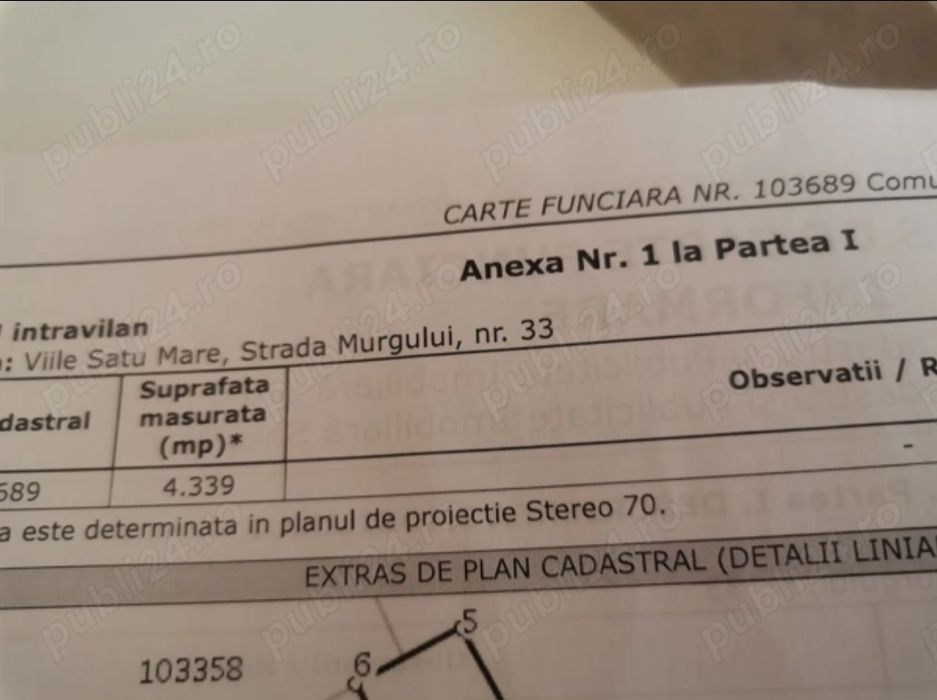 CARTE FUNCIARA NR. 103689 Comu
Anexa Nr. 1 la Partea I
intravilan
: Viile Satu Mare, Strada Murgului, nr. 33
dastral
Suprafata
masurata
(mp)*
Observatii / R
689
4.339
-
a este determinata in planul de proiectie Stereo 70.
EXTRAS DE PLAN CADASTRAL (DETALII LINIA
5
103358
6
publi24.ro